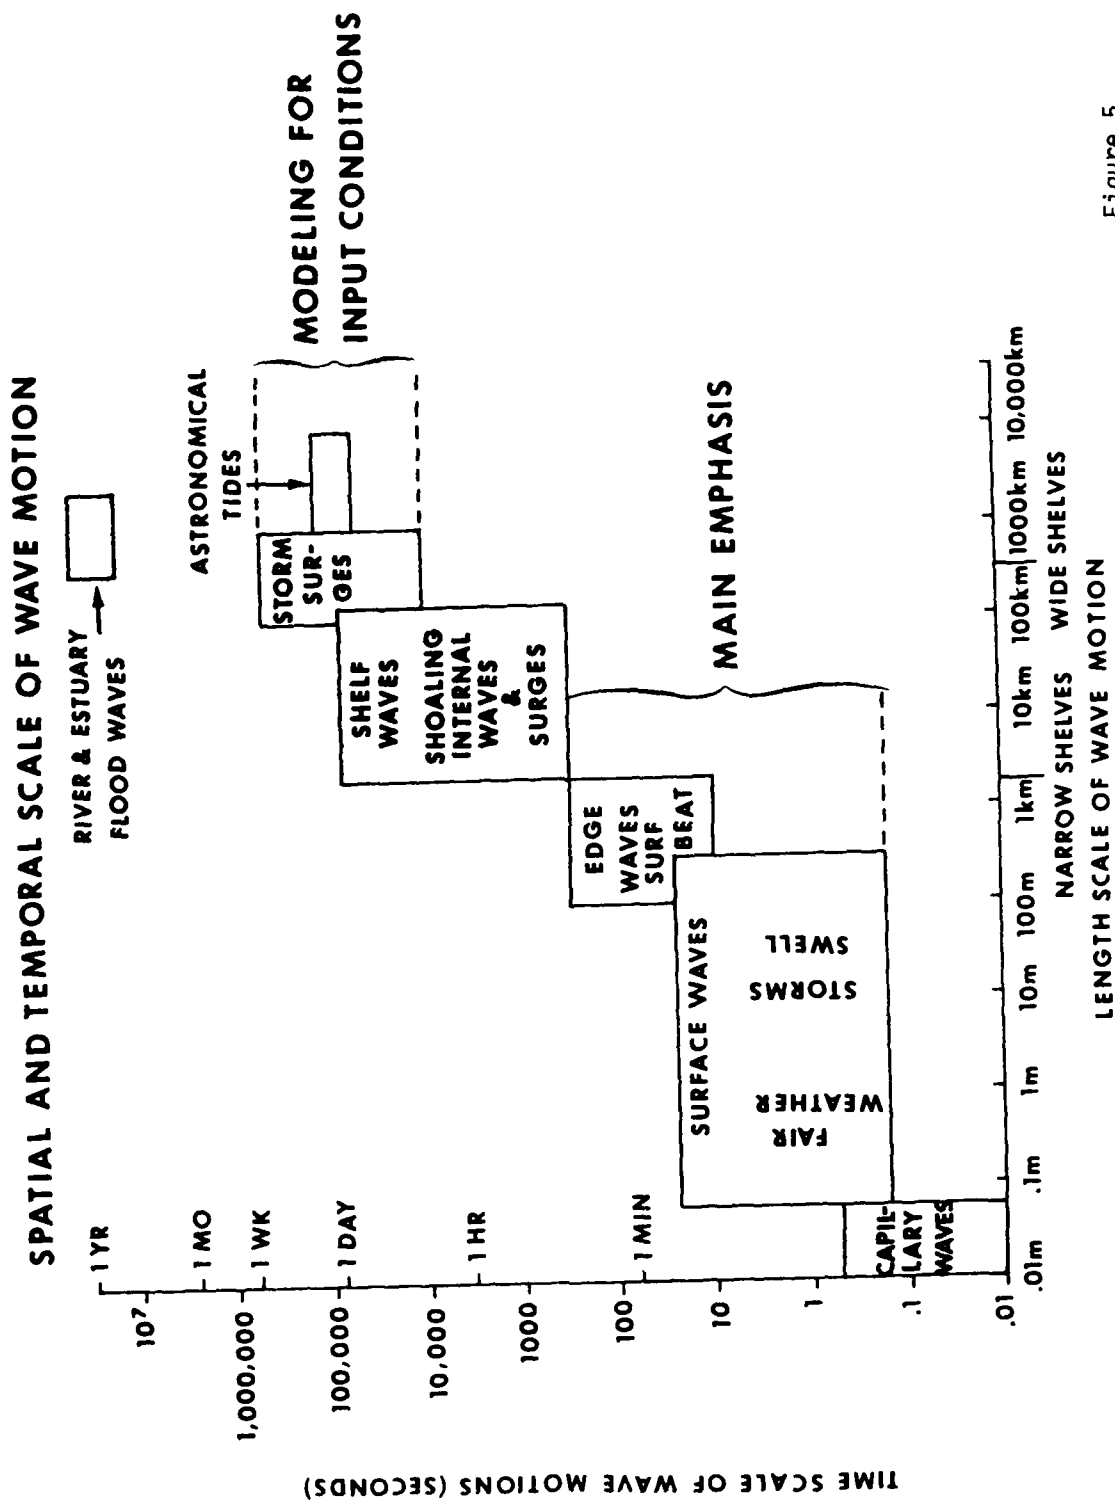 SPATIAL AND TEMPORAL SCALE OF WAVE MOTION
RIVER & ESTUARY
FLOOD WAVES
ASTRONOMICAL
TIDES
MODELING FOR
INPUT CONDITIONS
STORM
SUR-
GES
SHELF
WAVES
SHOALING
INTERNAL
WAVES
&
SURGES
MAIN EMPHASIS
EDGE
WAVES
SURF
BEAT
SURFACE WAVES
FAIR
WEATHER
STORMS
SWELL
CAPIL-
LARY
WAVES
1 YR
1 MO
1 WK
1 DAY
1 HR
1 MIN
10⁷
1,000,000
100,000
10,000
1000
100
10
1
.1
.01
TIME SCALE OF WAVE MOTIONS (SECONDS)
.01m .1m 1m 10m 100m 1km 10km 100km 1000km 10,000km
NARROW SHELVES WIDE SHELVES
LENGTH SCALE OF WAVE MOTION
Figure 5